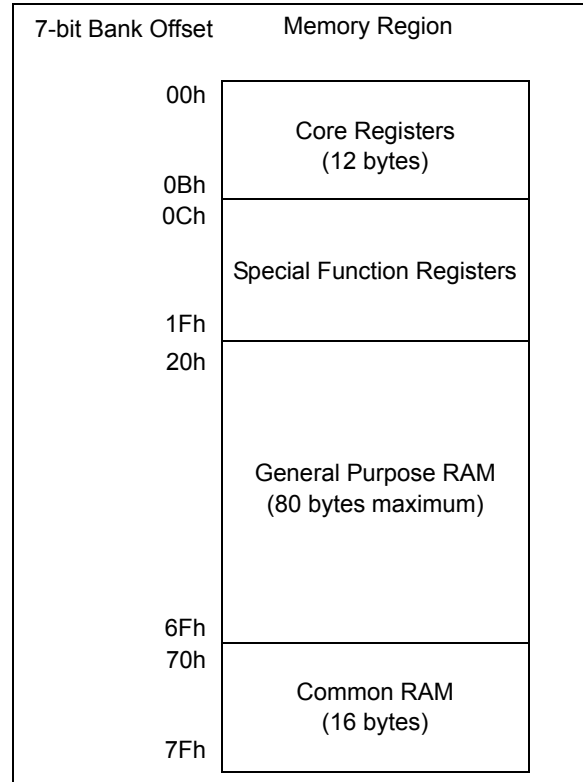 7-bit Bank Offset Memory Region
00h
Core Registers
(12 bytes)
0Bh
0Ch
Special Function Registers
1Fh
20h
General Purpose RAM
(80 bytes maximum)
6Fh
70h
Common RAM
(16 bytes)
7Fh